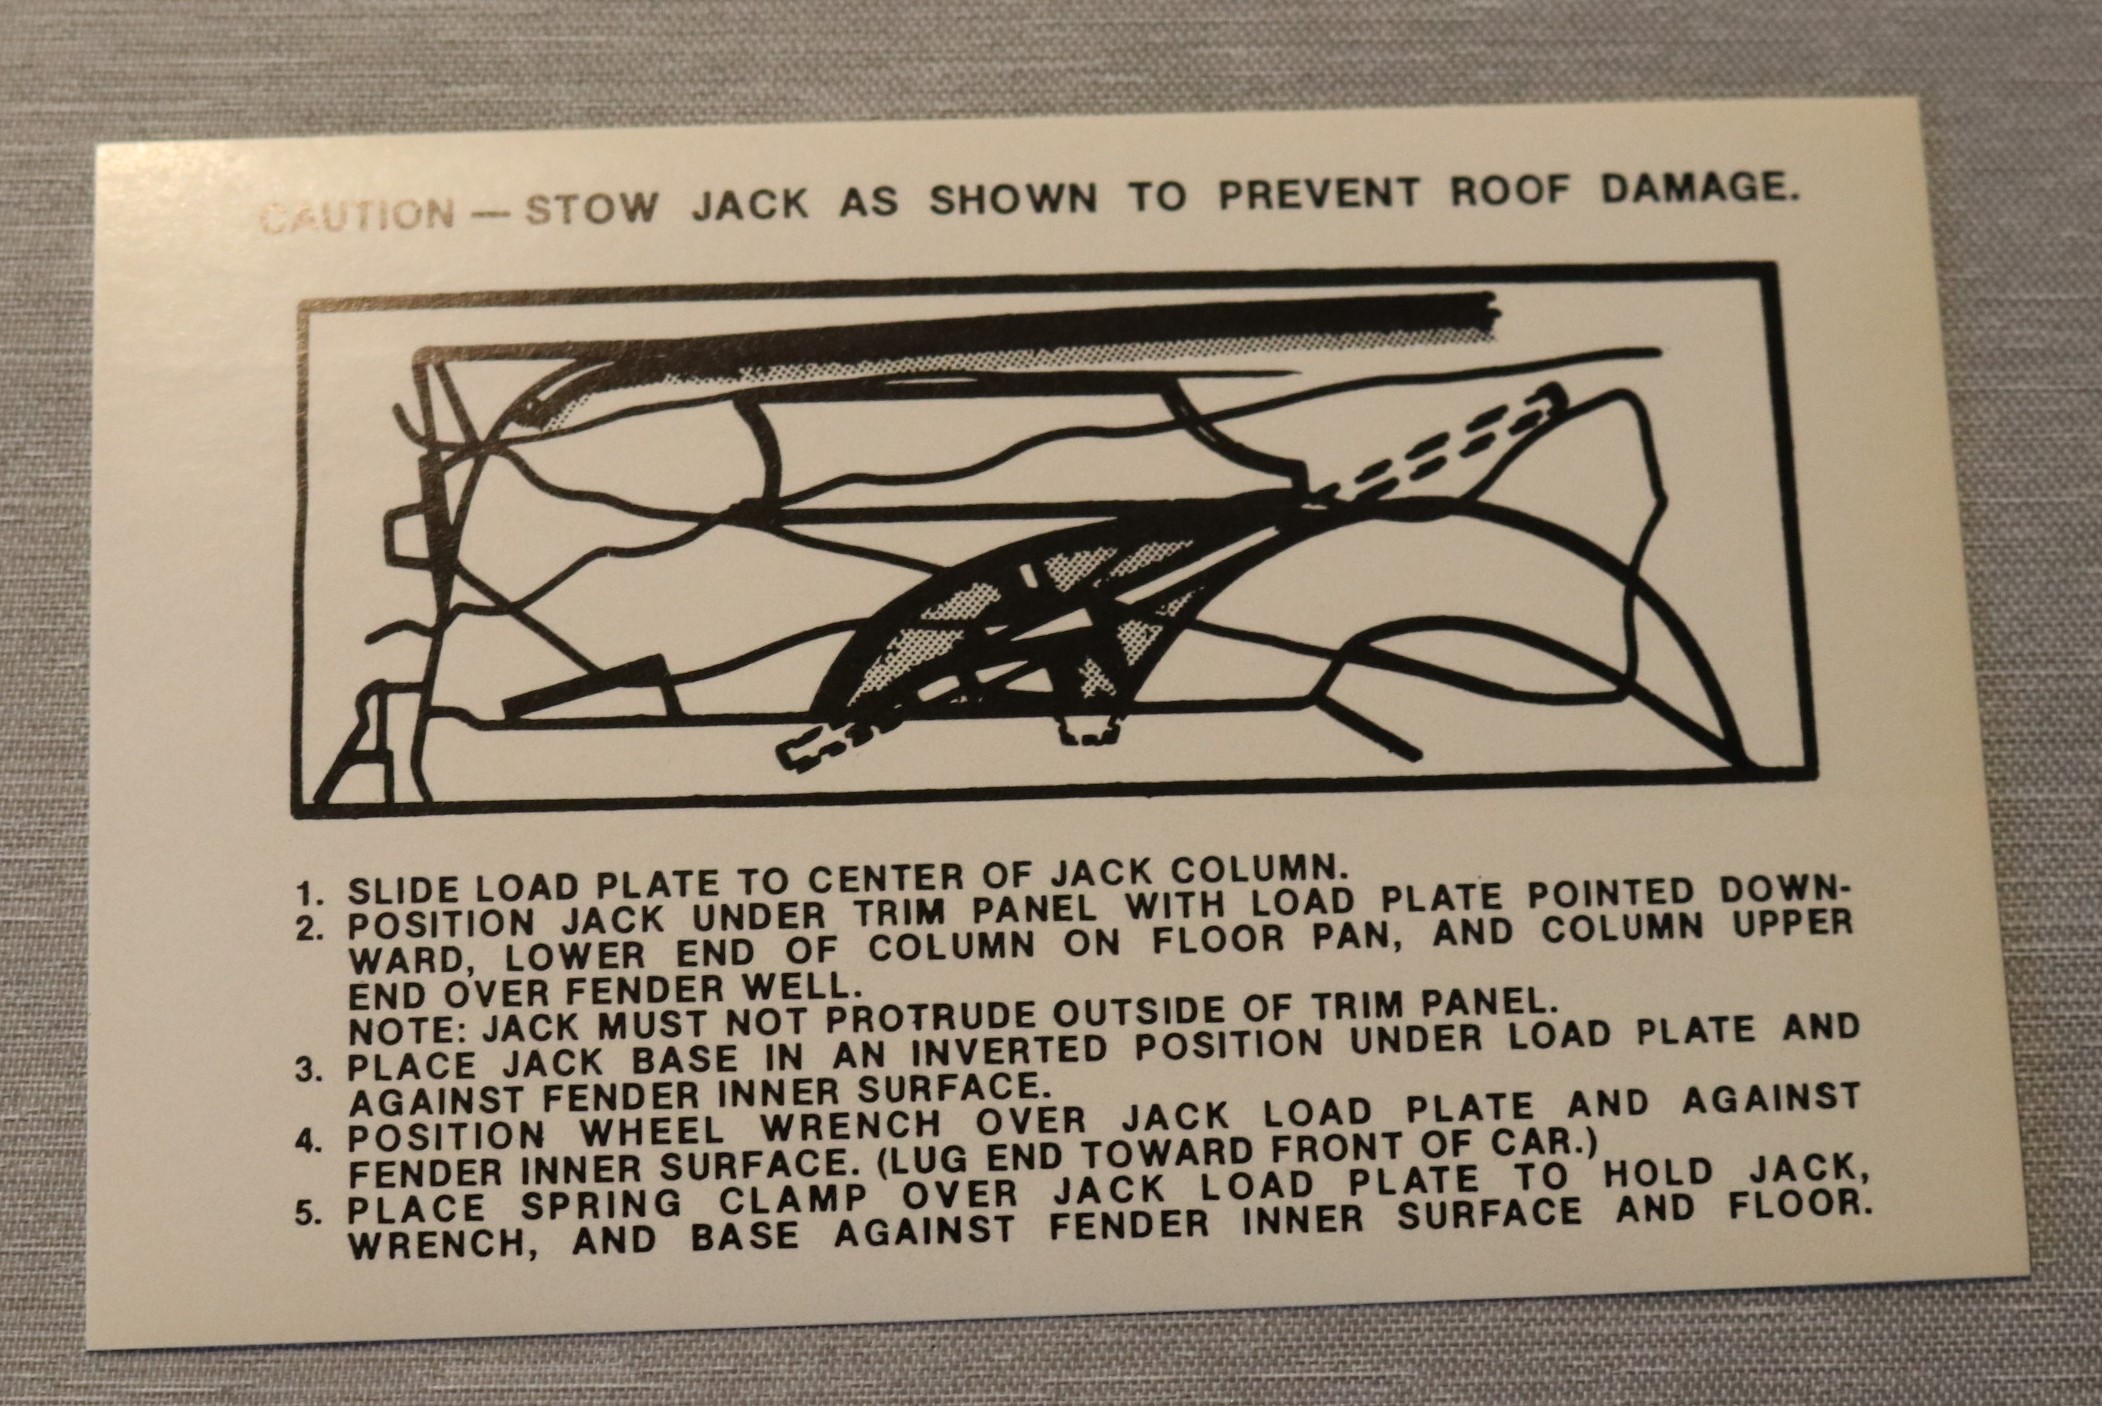 CAUTION — STOW JACK AS SHOWN TO PREVENT ROOF DAMAGE.
1. SLIDE LOAD PLATE TO CENTER OF JACK COLUMN.
2. POSITION JACK UNDER TRIM PANEL WITH LOAD PLATE POINTED DOWN-
WARD, LOWER END OF COLUMN ON FLOOR PAN, AND COLUMN UPPER
END OVER FENDER WELL.
NOTE: JACK MUST NOT PROTRUDE OUTSIDE OF TRIM PANEL.
3. PLACE JACK BASE IN AN INVERTED POSITION UNDER LOAD PLATE AND
AGAINST FENDER INNER SURFACE.
4. POSITION WHEEL WRENCH OVER JACK LOAD PLATE AND AGAINST
FENDER INNER SURFACE. (LUG END TOWARD FRONT OF CAR.)
5. PLACE SPRING CLAMP OVER JACK LOAD PLATE TO HOLD JACK,
WRENCH, AND BASE AGAINST FENDER INNER SURFACE AND FLOOR.